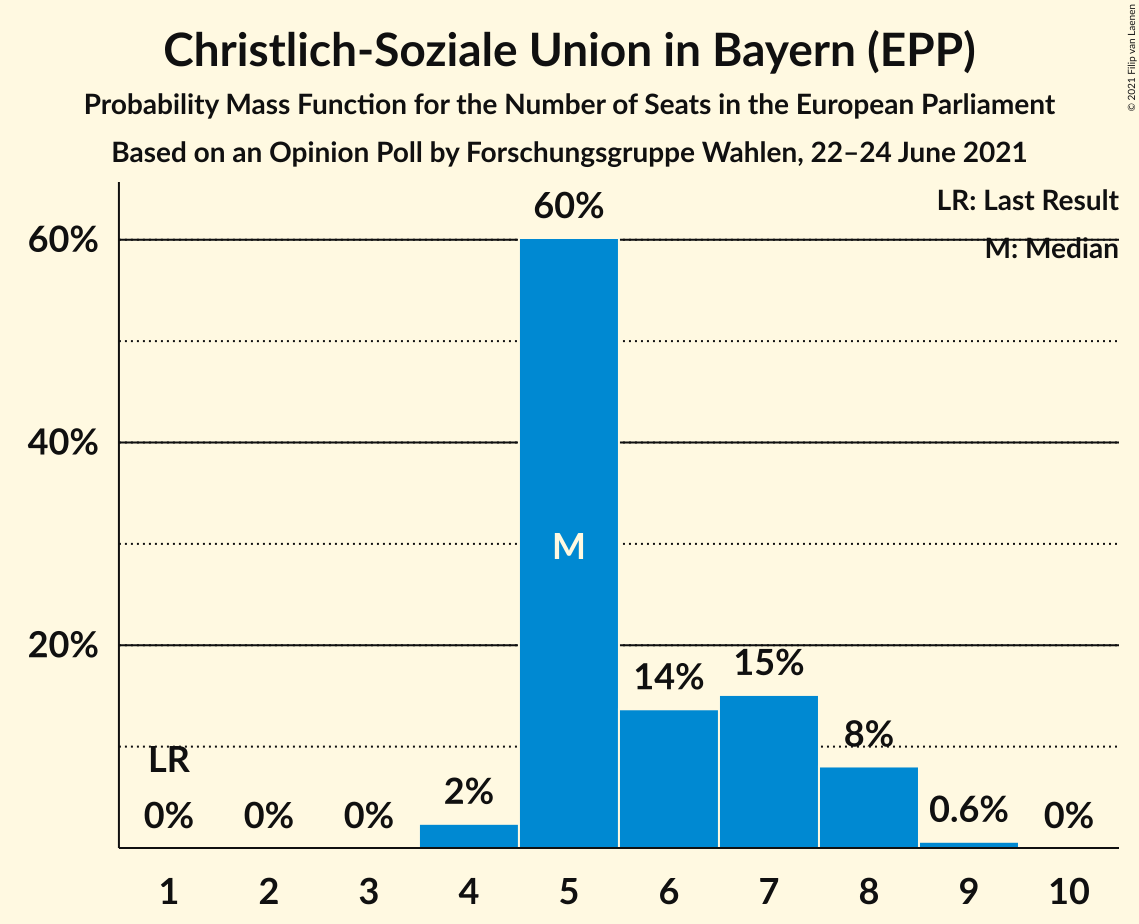 Christlich-Soziale Union in Bayern (EPP)
Probability Mass Function for the Number of Seats in the European Parliament
Based on an Opinion Poll by Forschungsgruppe Wahlen, 22–24 June 2021
© 2021 Filip van Laenen
LR: Last Result
M: Median
60%
60%
40%
M
20%
14%
15%
8%
LR
0%
0%
0%
2%
0.6%
0%
1 2 3 4 5 6 7 8 9 10